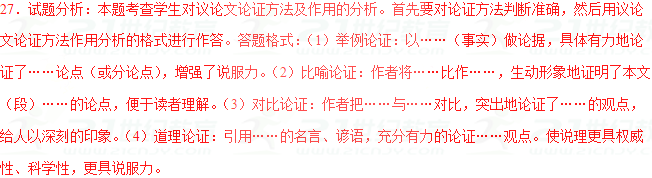 27．试题分析：本题考查学生对议论文论证方法及作用的分析。首先要对论证方法判断准确，然后用议论
文论证方法作用分析的格式进行作答。答题格式：（1）举例论证：以……（事实）做论据，具体有力地论
证了……论点（或分论点），增强了说服力。（2）比喻论证：作者将……比作……，生动形象地证明了本文
（段）……的论点，便于读者理解。（3）对比论证：作者把……与……对比，突出地论证了……的观点，
给人以深刻的印象。（4）道理论证：引用……的名言、谚语，充分有力的论证……观点。使说理更具权威
性、科学性，更具说服力。